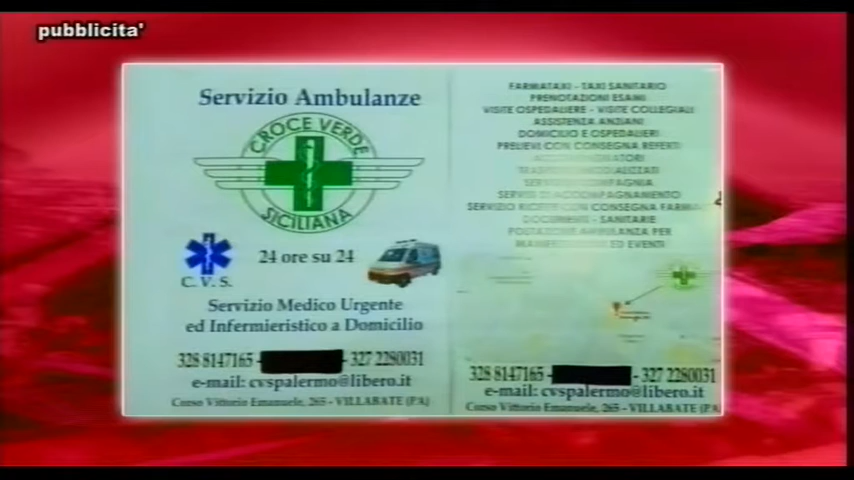 pubblicita'
Servizio Ambulanze
CROCE VERDE
SICILIANA
C. V. S.
24 ore su 24
Servizio Medico Urgente
ed Infermieristico a Domicilio
328 8147165 - - 327 2280031
e-mail: cvspalermo@libero.it
Corso Vittorio Emanuele, 265 - VILLABATE (PA)
FARMATAXI - TAXI SANITARIO
PRENOTAZIONI ESAMI
VISITE OSPEDALIERE - VISITE COLLEGIALI
ASSISTENZA ANZIANI
DOMICILIO E OSPEDALIERI
PRELIEVI CON CONSEGNA REFERTI
SERVIZI DI ACCOMPAGNAMENTO
SERVIZIO RICETTE CON CONSEGNA
DOCUMENTI - SANITARIE
POSTAZIONE AMBULANZA PER
MANIFESTAZIONI ED EVENTI
328 8147165 - - 327 2280031
e-mail: cvspalermo@libero.it
Corso Vittorio Emanuele, 265 - VILLABATE (PA